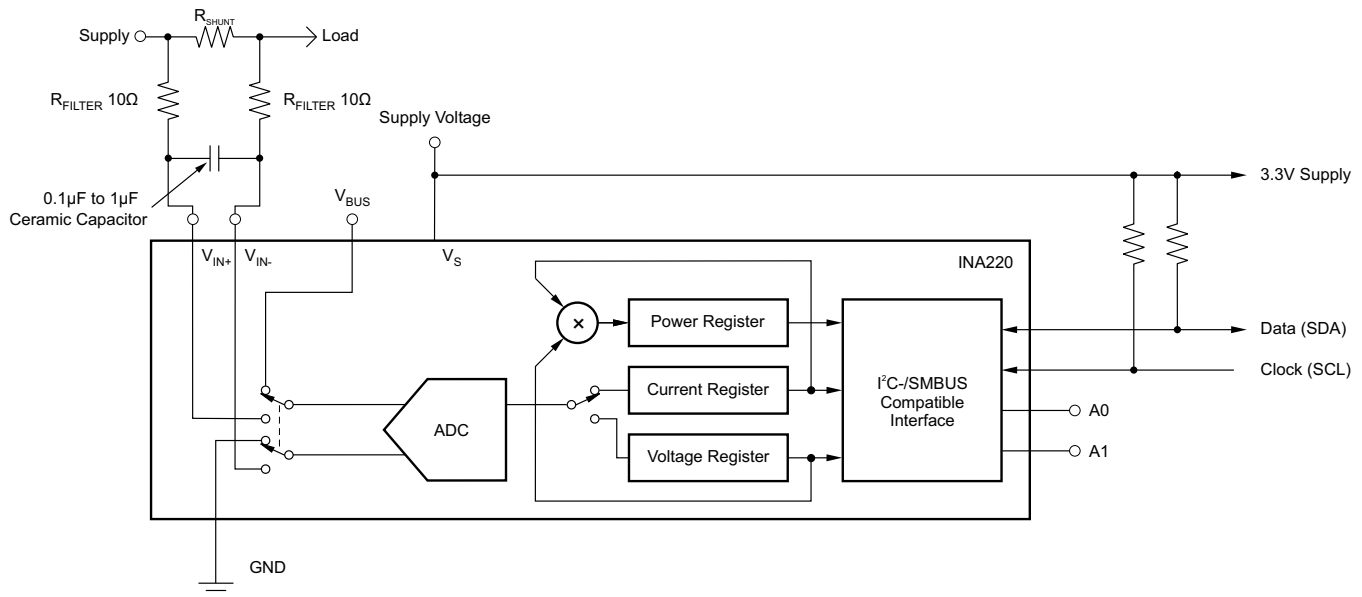 R_SHUNT
Supply
Load
R_FILTER 10Ω
R_FILTER 10Ω
Supply Voltage
0.1µF to 1µF
Ceramic Capacitor
V_BUS
3.3V Supply
V_IN+
V_IN-
V_S
INA220
×
Power Register
Current Register
Voltage Register
ADC
I²C-/SMBUS
Compatible
Interface
Data (SDA)
Clock (SCL)
A0
A1
GND